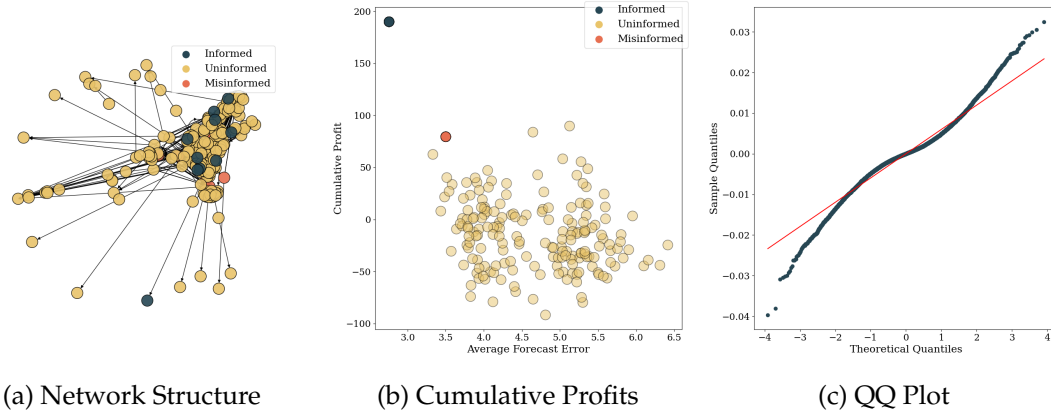 Informed
Uninformed
Misinformed
(a) Network Structure
Informed
Uninformed
Misinformed
Cumulative Profit
200
150
100
50
0
−50
−100
3.0 3.5 4.0 4.5 5.0 5.5 6.0 6.5
Average Forecast Error
(b) Cumulative Profits
Sample Quantiles
0.03
0.02
0.01
0.00
−0.01
−0.02
−0.03
−0.04
−4 −3 −2 −1 0 1 2 3 4
Theoretical Quantiles
(c) QQ Plot